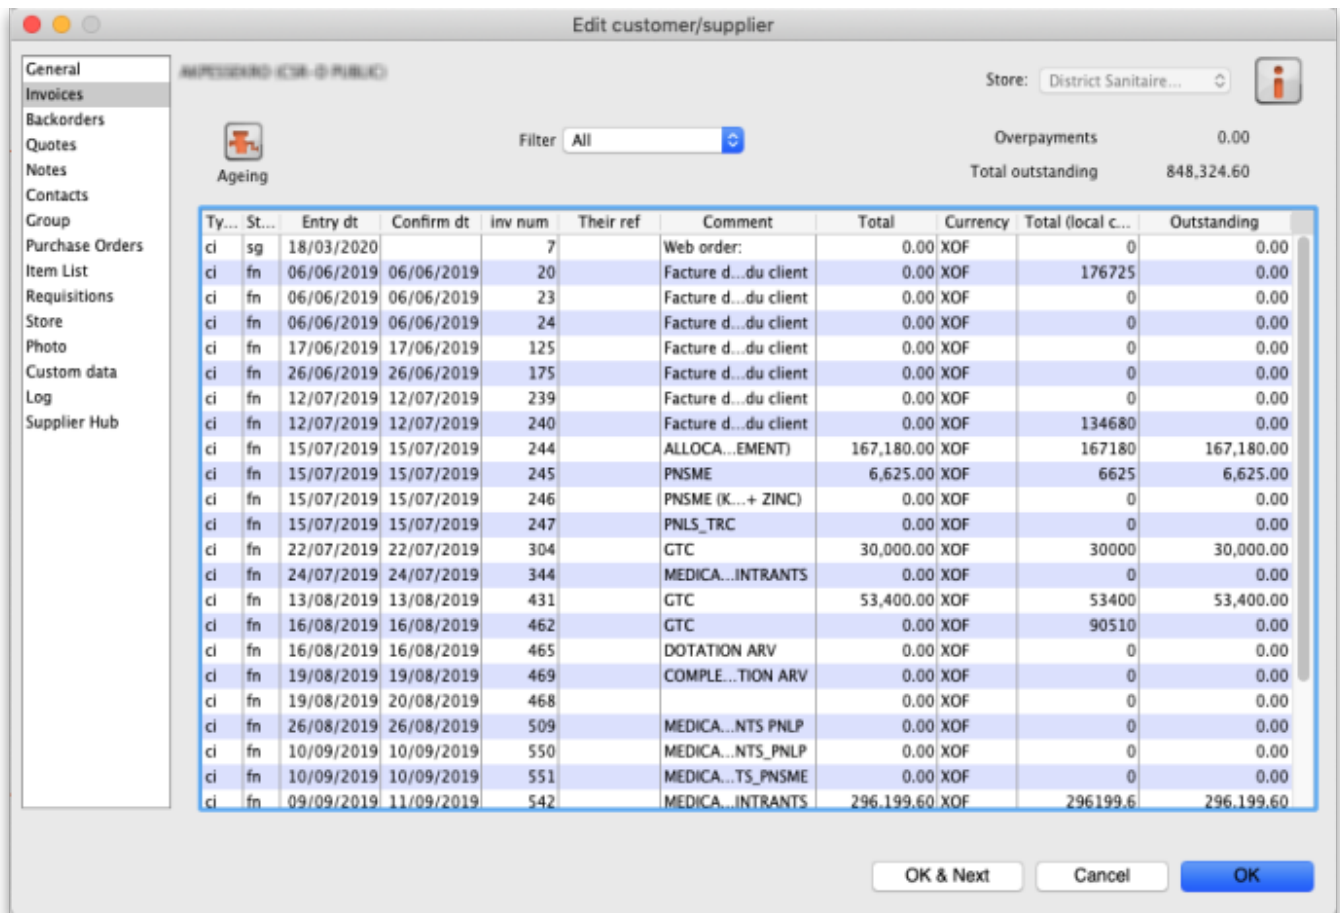 Edit customer/supplier
General
Invoices
Backorders
Quotes
Notes
Contacts
Group
Purchase Orders
Item List
Requisitions
Store
Photo
Custom data
Log
Supplier Hub
Store: District Sanitaire...
Filter All
Overpayments 0.00
Ageing
Total outstanding 848,324.60
Ty... St... Entry dt Confirm dt inv num Their ref Comment Total Currency Total (local c... Outstanding
ci sg 18/03/2020 7 Web order: 0.00 XOF 0 0.00
ci fn 06/06/2019 06/06/2019 20 Facture d...du client 0.00 XOF 176725 0.00
ci fn 06/06/2019 06/06/2019 23 Facture d...du client 0.00 XOF 0 0.00
ci fn 06/06/2019 06/06/2019 24 Facture d...du client 0.00 XOF 0 0.00
ci fn 17/06/2019 17/06/2019 125 Facture d...du client 0.00 XOF 0 0.00
ci fn 26/06/2019 26/06/2019 175 Facture d...du client 0.00 XOF 0 0.00
ci fn 12/07/2019 12/07/2019 239 Facture d...du client 0.00 XOF 0 0.00
ci fn 12/07/2019 12/07/2019 240 Facture d...du client 0.00 XOF 134680 0.00
ci fn 15/07/2019 15/07/2019 244 ALLOCA...EMENT) 167,180.00 XOF 167180 167,180.00
ci fn 15/07/2019 15/07/2019 245 PNSME 6,625.00 XOF 6625 6,625.00
ci fn 15/07/2019 15/07/2019 246 PNSME (K...+ ZINC) 0.00 XOF 0 0.00
ci fn 15/07/2019 15/07/2019 247 PNLS_TRC 0.00 XOF 0 0.00
ci fn 22/07/2019 22/07/2019 304 GTC 30,000.00 XOF 30000 30,000.00
ci fn 24/07/2019 24/07/2019 344 MEDICA...INTRANTS 0.00 XOF 0 0.00
ci fn 13/08/2019 13/08/2019 431 GTC 53,400.00 XOF 53400 53,400.00
ci fn 16/08/2019 16/08/2019 462 GTC 0.00 XOF 90510 0.00
ci fn 16/08/2019 16/08/2019 465 DOTATION ARV 0.00 XOF 0 0.00
ci fn 19/08/2019 19/08/2019 469 COMPLE...TION ARV 0.00 XOF 0 0.00
ci fn 19/08/2019 20/08/2019 468 0.00 XOF 0 0.00
ci fn 26/08/2019 26/08/2019 509 MEDICA...NTS PNLP 0.00 XOF 0 0.00
ci fn 10/09/2019 10/09/2019 550 MEDICA...NTS_PNLP 0.00 XOF 0 0.00
ci fn 10/09/2019 10/09/2019 551 MEDICA...TS_PNSME 0.00 XOF 0 0.00
ci fn 09/09/2019 11/09/2019 542 MEDICA...INTRANTS 296,199.60 XOF 296199.6 296,199.60
OK & Next
Cancel
OK